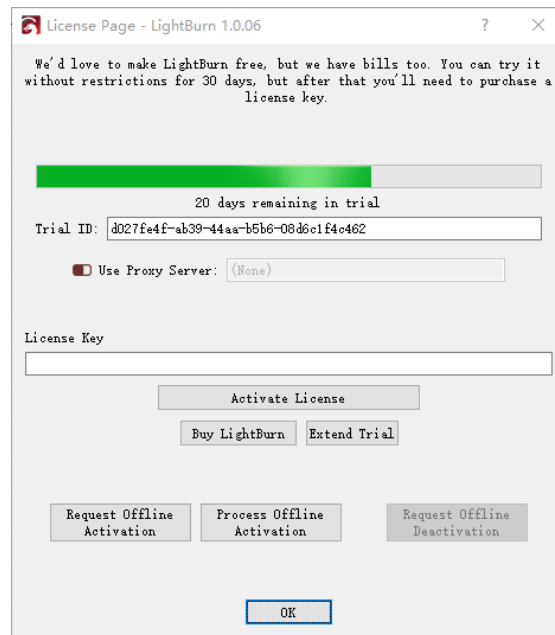 License Page - LightBurn 1.0.06
We'd love to make LightBurn free, but we have bills too. You can try it
without restrictions for 30 days, but after that you'll need to purchase a
license key.
20 days remaining in trial
Trial ID: d027fe4f-ab39-44aa-b5b6-08d6c1f4c462
Use Proxy Server: (None)
License Key
Activate License
Buy LightBurn Extend Trial
Request Offline Activation
Process Offline Activation
Request Offline Deactivation
OK